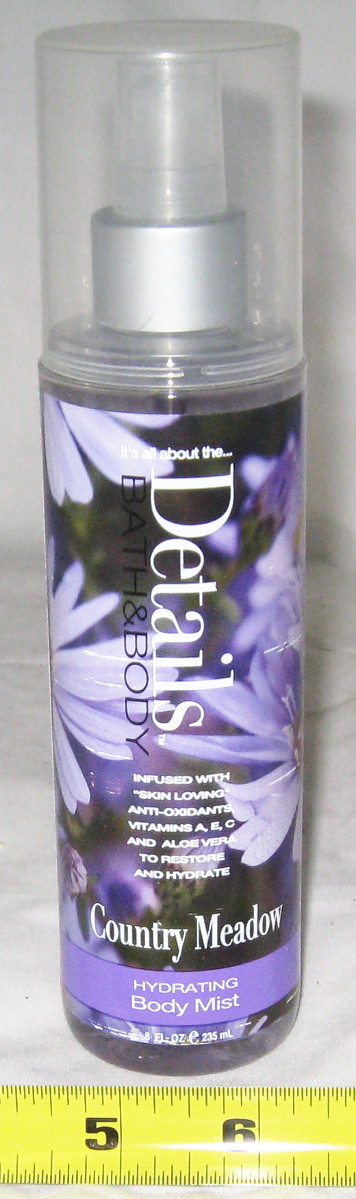 it's all about the...
Details™
BATH&BODY
INFUSED WITH
"SKIN LOVING"
ANTI-OXIDANTS,
VITAMINS A, E, C
AND ALOE VERA
TO RESTORE
AND HYDRATE
Country Meadow
HYDRATING
Body Mist
8 FL-OZ ℮ 235 mL
5 6